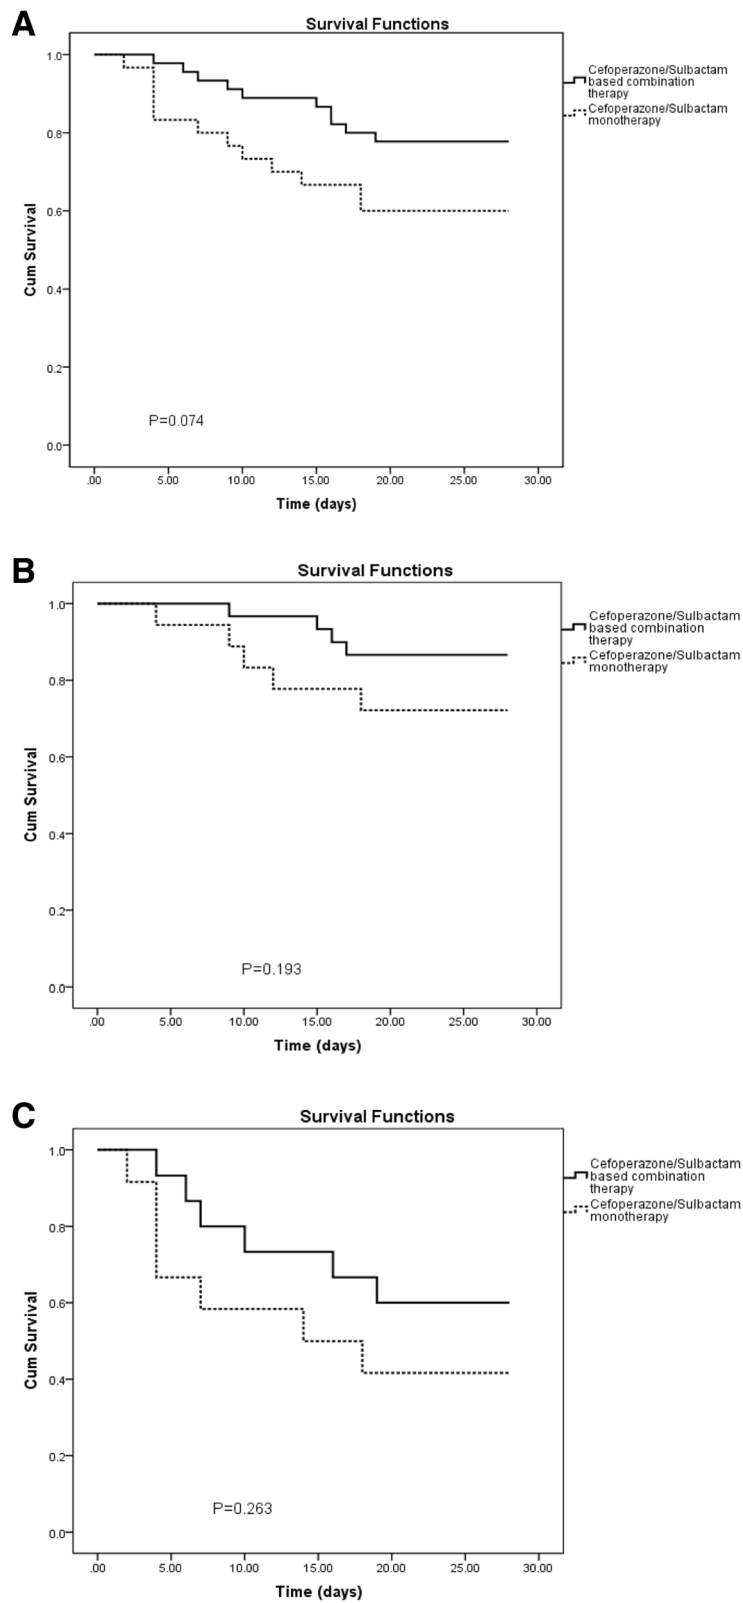 A
Survival Functions
Cefoperazone/Sulbactam
based combination
therapy
Cefoperazone/Sulbactam
monotherapy
1.0
0.8
0.6
0.4
0.2
0.0
Cum Survival
P=0.074
.00 5.00 10.00 15.00 20.00 25.00 30.00
Time (days)
B
Survival Functions
Cefoperazone/Sulbactam
based combination
therapy
Cefoperazone/Sulbactam
monotherapy
1.0
0.8
0.6
0.4
0.2
0.0
Cum Survival
P=0.193
.00 5.00 10.00 15.00 20.00 25.00 30.00
Time (days)
C
Survival Functions
Cefoperazone/Sulbactam
based combination
therapy
Cefoperazone/Sulbactam
monotherapy
1.0
0.8
0.6
0.4
0.2
0.0
Cum Survival
P=0.263
.00 5.00 10.00 15.00 20.00 25.00 30.00
Time (days)